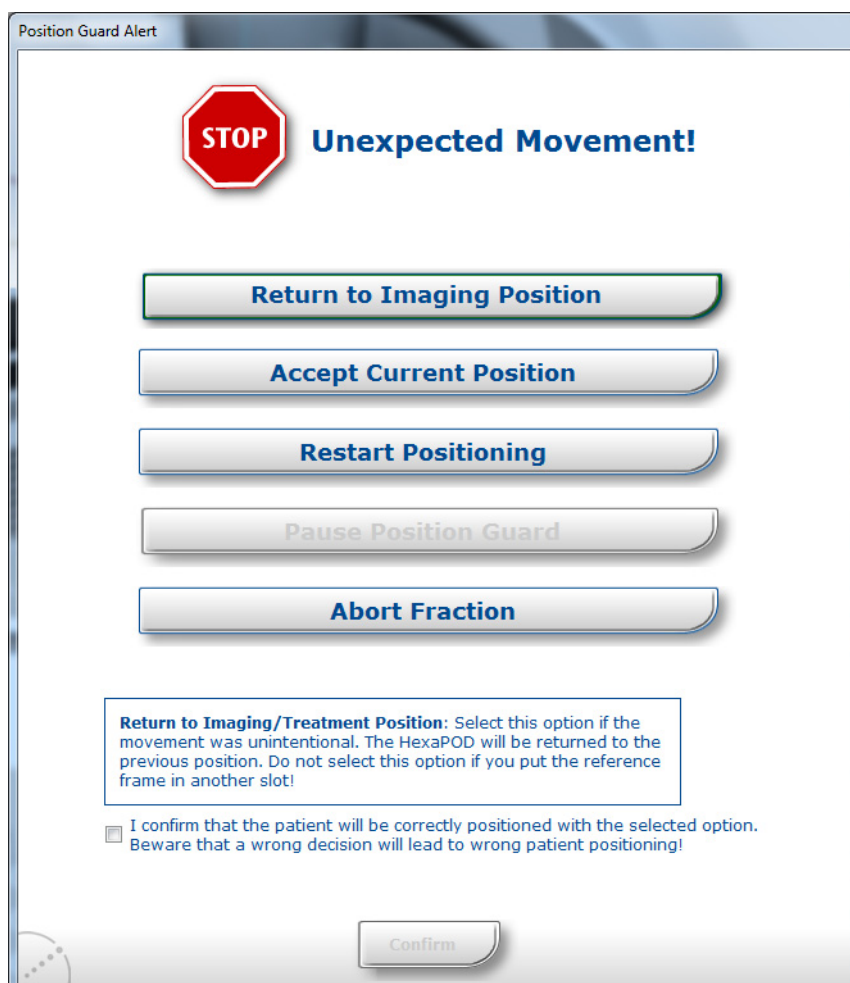 Position Guard Alert
STOP
Unexpected Movement!
Return to Imaging Position
Accept Current Position
Restart Positioning
Pause Position Guard
Abort Fraction
Return to Imaging/Treatment Position: Select this option if the
movement was unintentional. The HexaPOD will be returned to the
previous position. Do not select this option if you put the reference
frame in another slot!
I confirm that the patient will be correctly positioned with the selected option.
Beware that a wrong decision will lead to wrong patient positioning!
Confirm